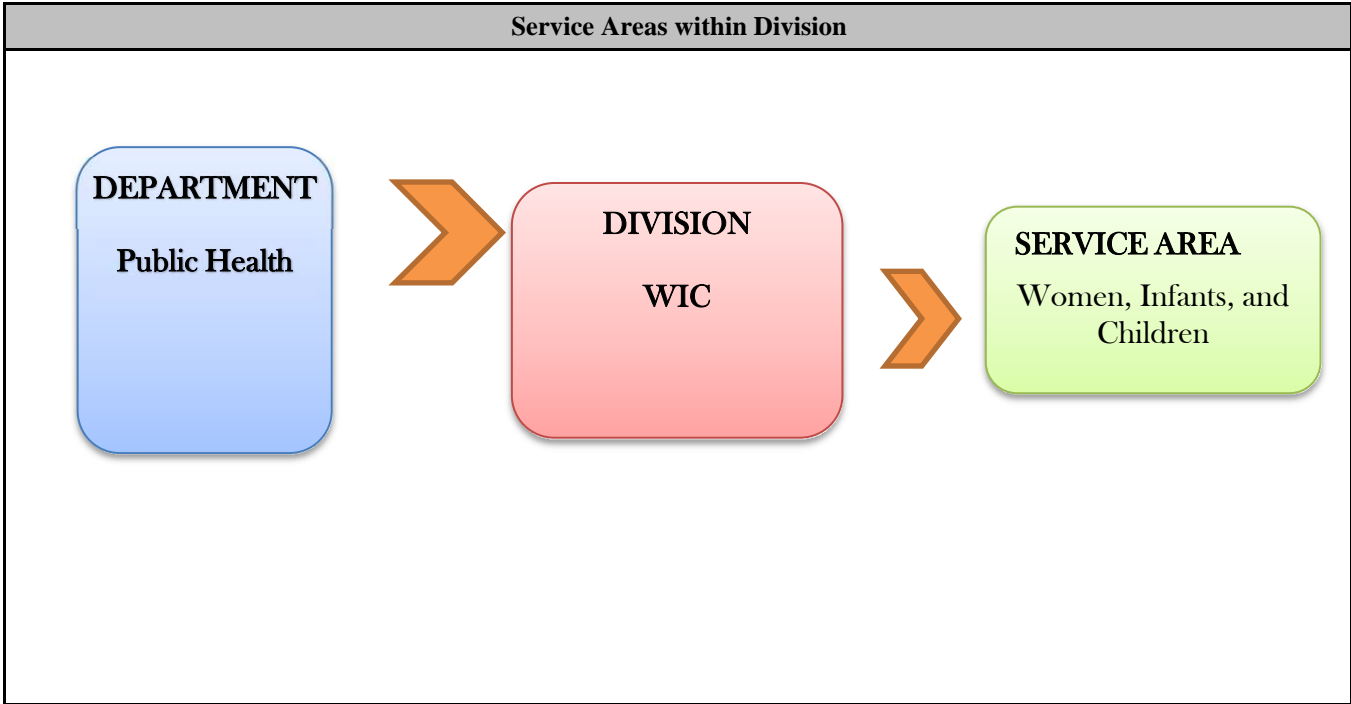 Service Areas within Division
DEPARTMENT
Public Health
DIVISION
WIC
SERVICE AREA
Women, Infants, and
Children